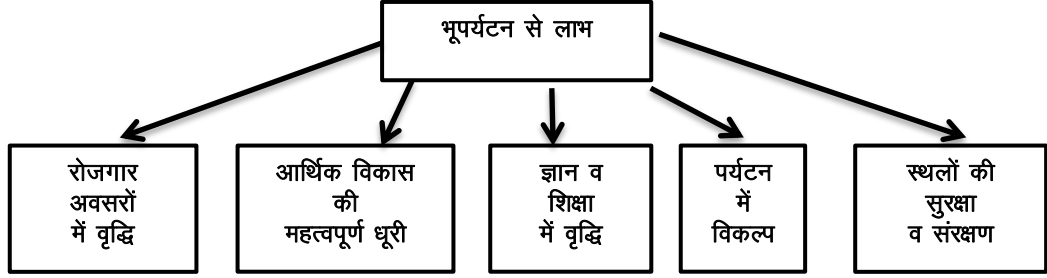 भूपर्यटन से लाभ
रोजगार
अवसरों
में वृद्धि
आर्थिक विकास
की
महत्वपूर्ण धूरी
ज्ञान व
शिक्षा
में वृद्धि
पर्यटन
में
विकल्प
स्थलों की
सुरक्षा
व संरक्षण